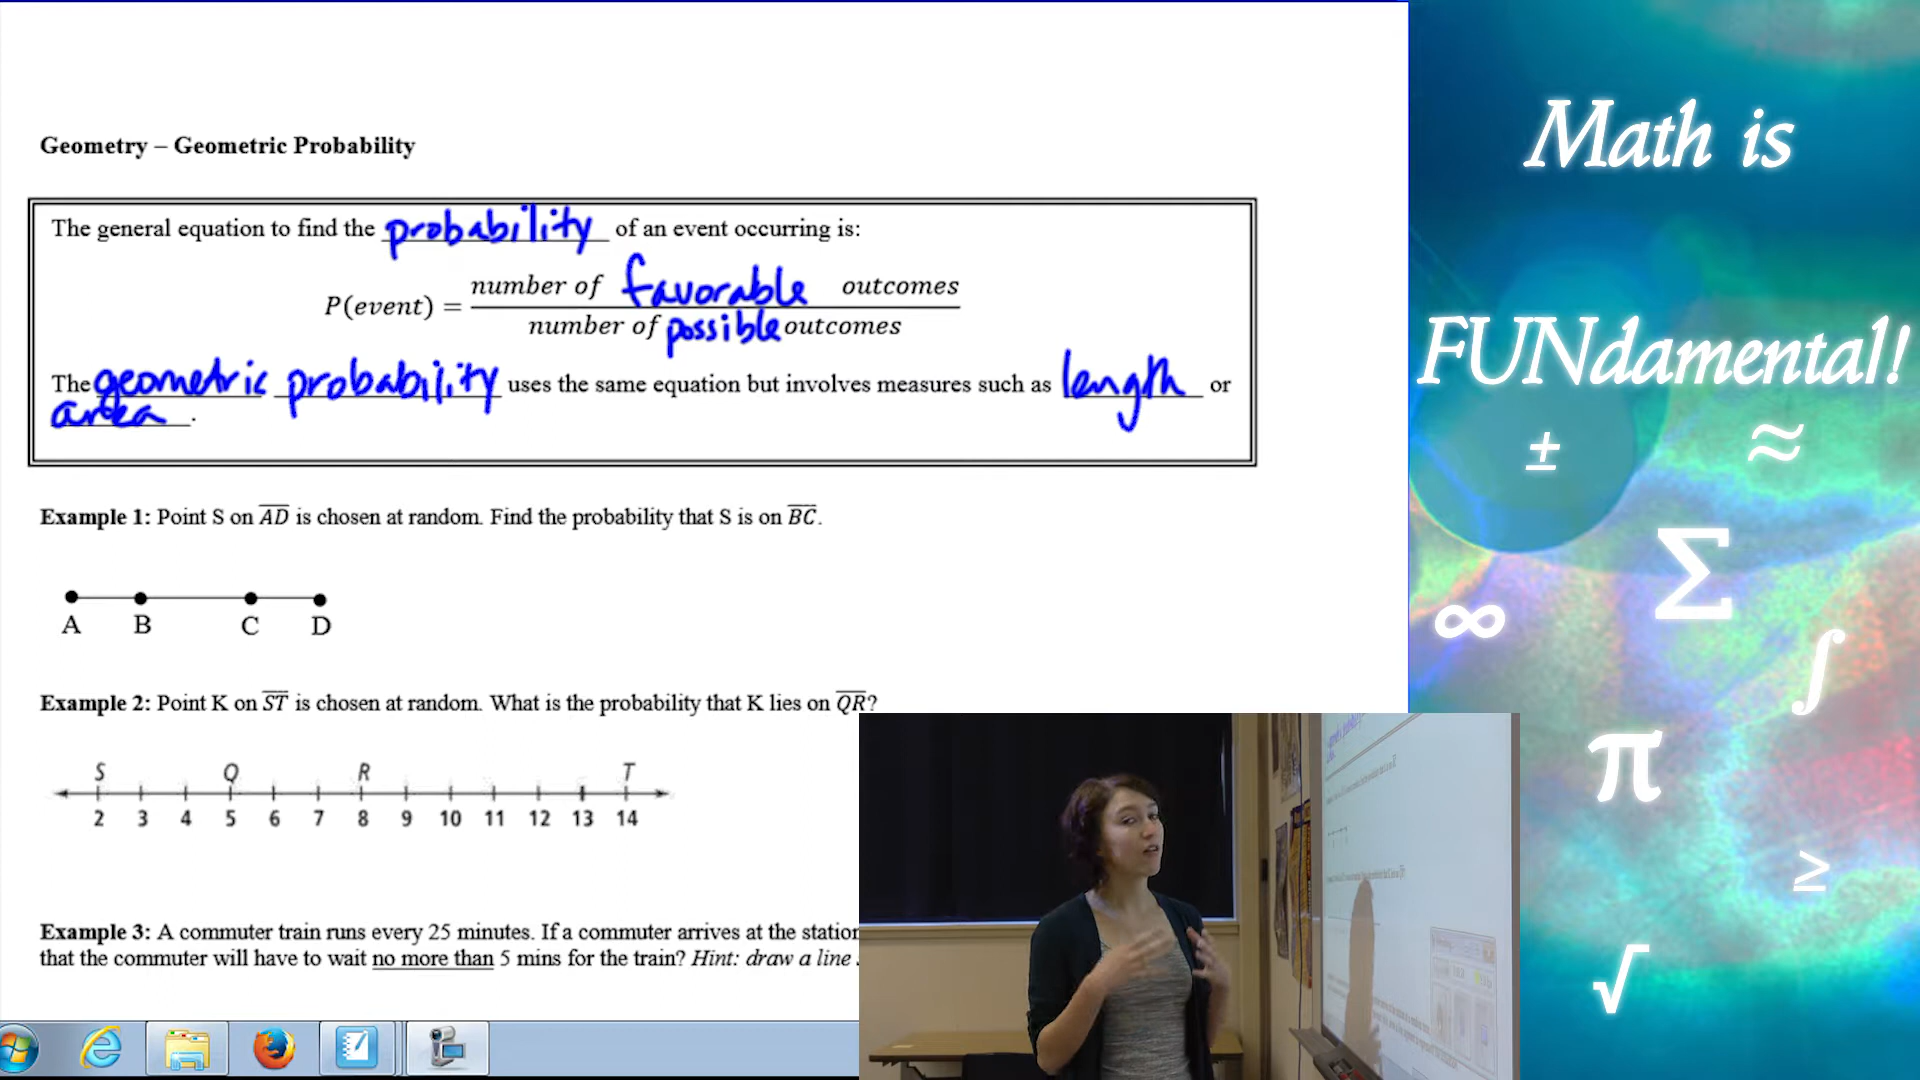 Geometry – Geometric Probability
The general equation to find the probability of an event occurring is:
P(event) = number of favorable outcomes
number of possible outcomes
The geometric probability uses the same equation but involves measures such as length or
area.
Example 1: Point S on AD is chosen at random. Find the probability that S is on BC.
A B C D
Example 2: Point K on ST is chosen at random. What is the probability that K lies on QR?
S Q R T
2 3 4 5 6 7 8 9 10 11 12 13 14
Example 3: A commuter train runs every 25 minutes. If a commuter arrives at the station
that the commuter will have to wait no more than 5 mins for the train? Hint: draw a line
Math is
FUNdamental!
± ≈
Σ
∞
∫
π
≥
√